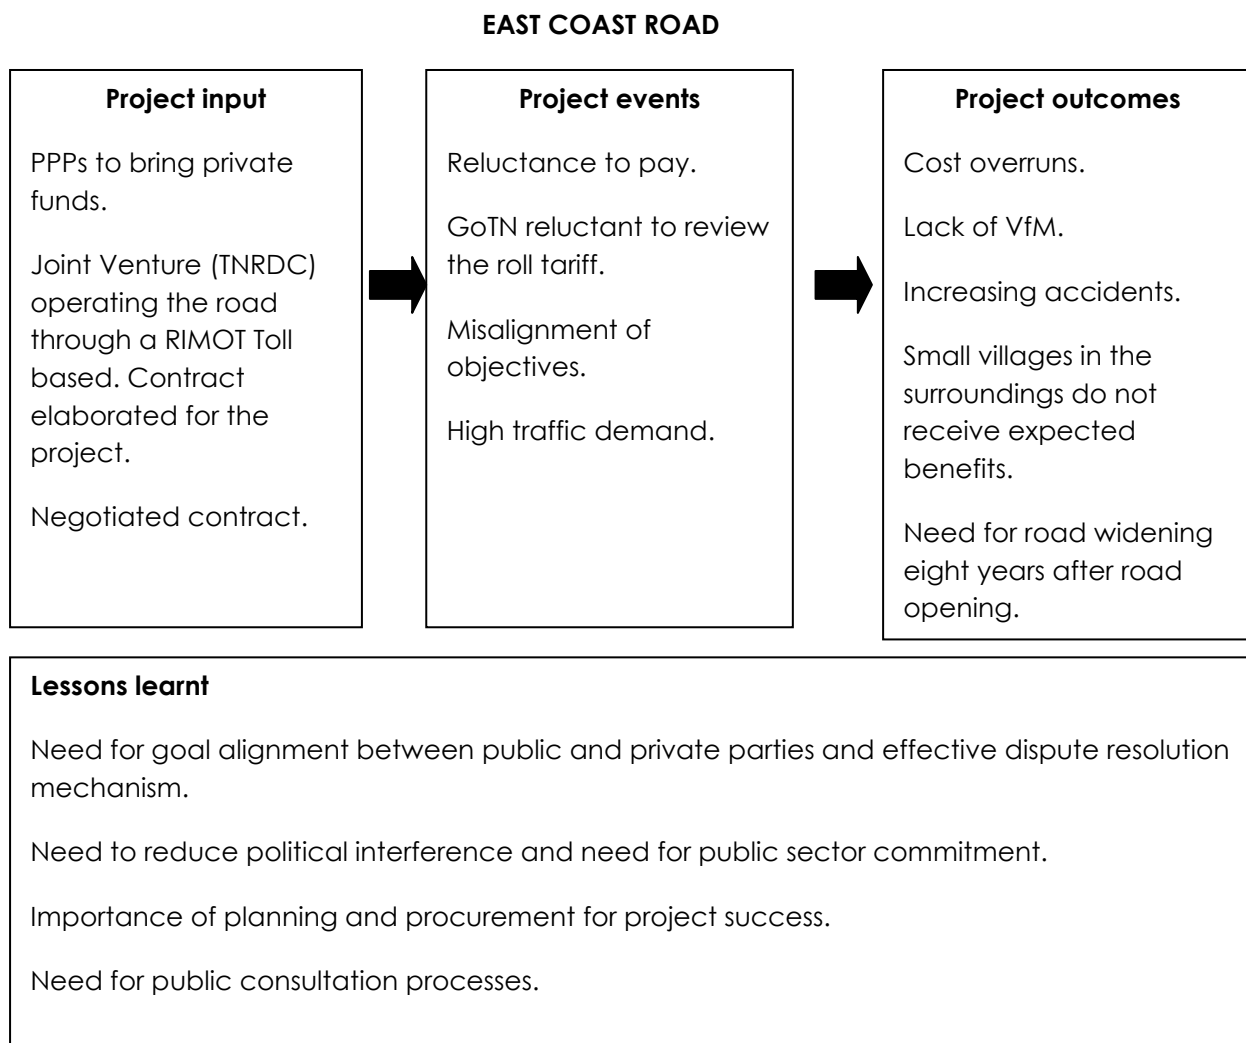 EAST COAST ROAD
Project input
PPPs to bring private
funds.
Joint Venture (TNRDC)
operating the road
through a RIMOT Toll
based. Contract
elaborated for the
project.
Negotiated contract.
Project events
Reluctance to pay.
GoTN reluctant to review
the roll tariff.
Misalignment of
objectives.
High traffic demand.
Project outcomes
Cost overruns.
Lack of VfM.
Increasing accidents.
Small villages in the
surroundings do not
receive expected
benefits.
Need for road widening
eight years after road
opening.
Lessons learnt
Need for goal alignment between public and private parties and effective dispute resolution
mechanism.
Need to reduce political interference and need for public sector commitment.
Importance of planning and procurement for project success.
Need for public consultation processes.